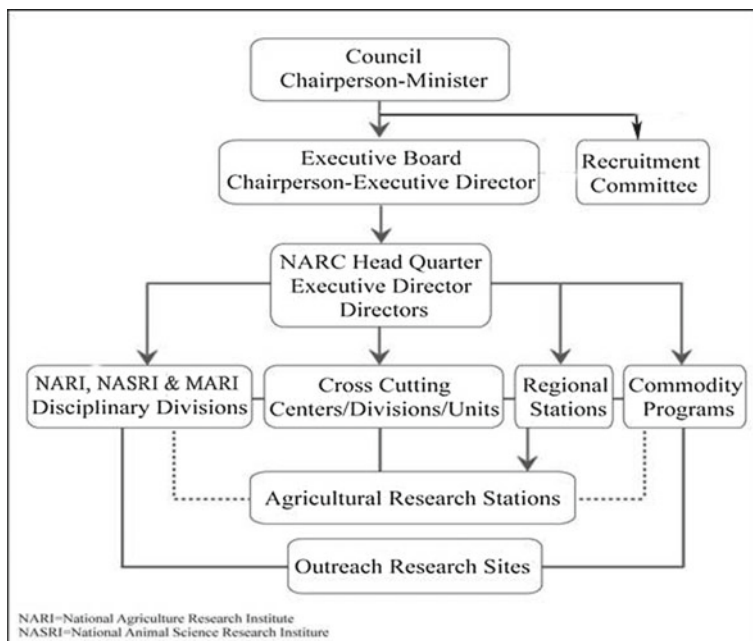 Council
Chairperson-Minister
Executive Board
Chairperson-Executive Director
Recruitment
Committee
NARC Head Quarter
Executive Director
Directors
NARI, NASRI & MARI
Disciplinary Divisions
Cross Cutting
Centers/Divisions/Units
Regional
Stations
Commodity
Programs
Agricultural Research Stations
Outreach Research Sites
NARI=National Agriculture Research Institute
NASRI=National Animal Science Research Institure